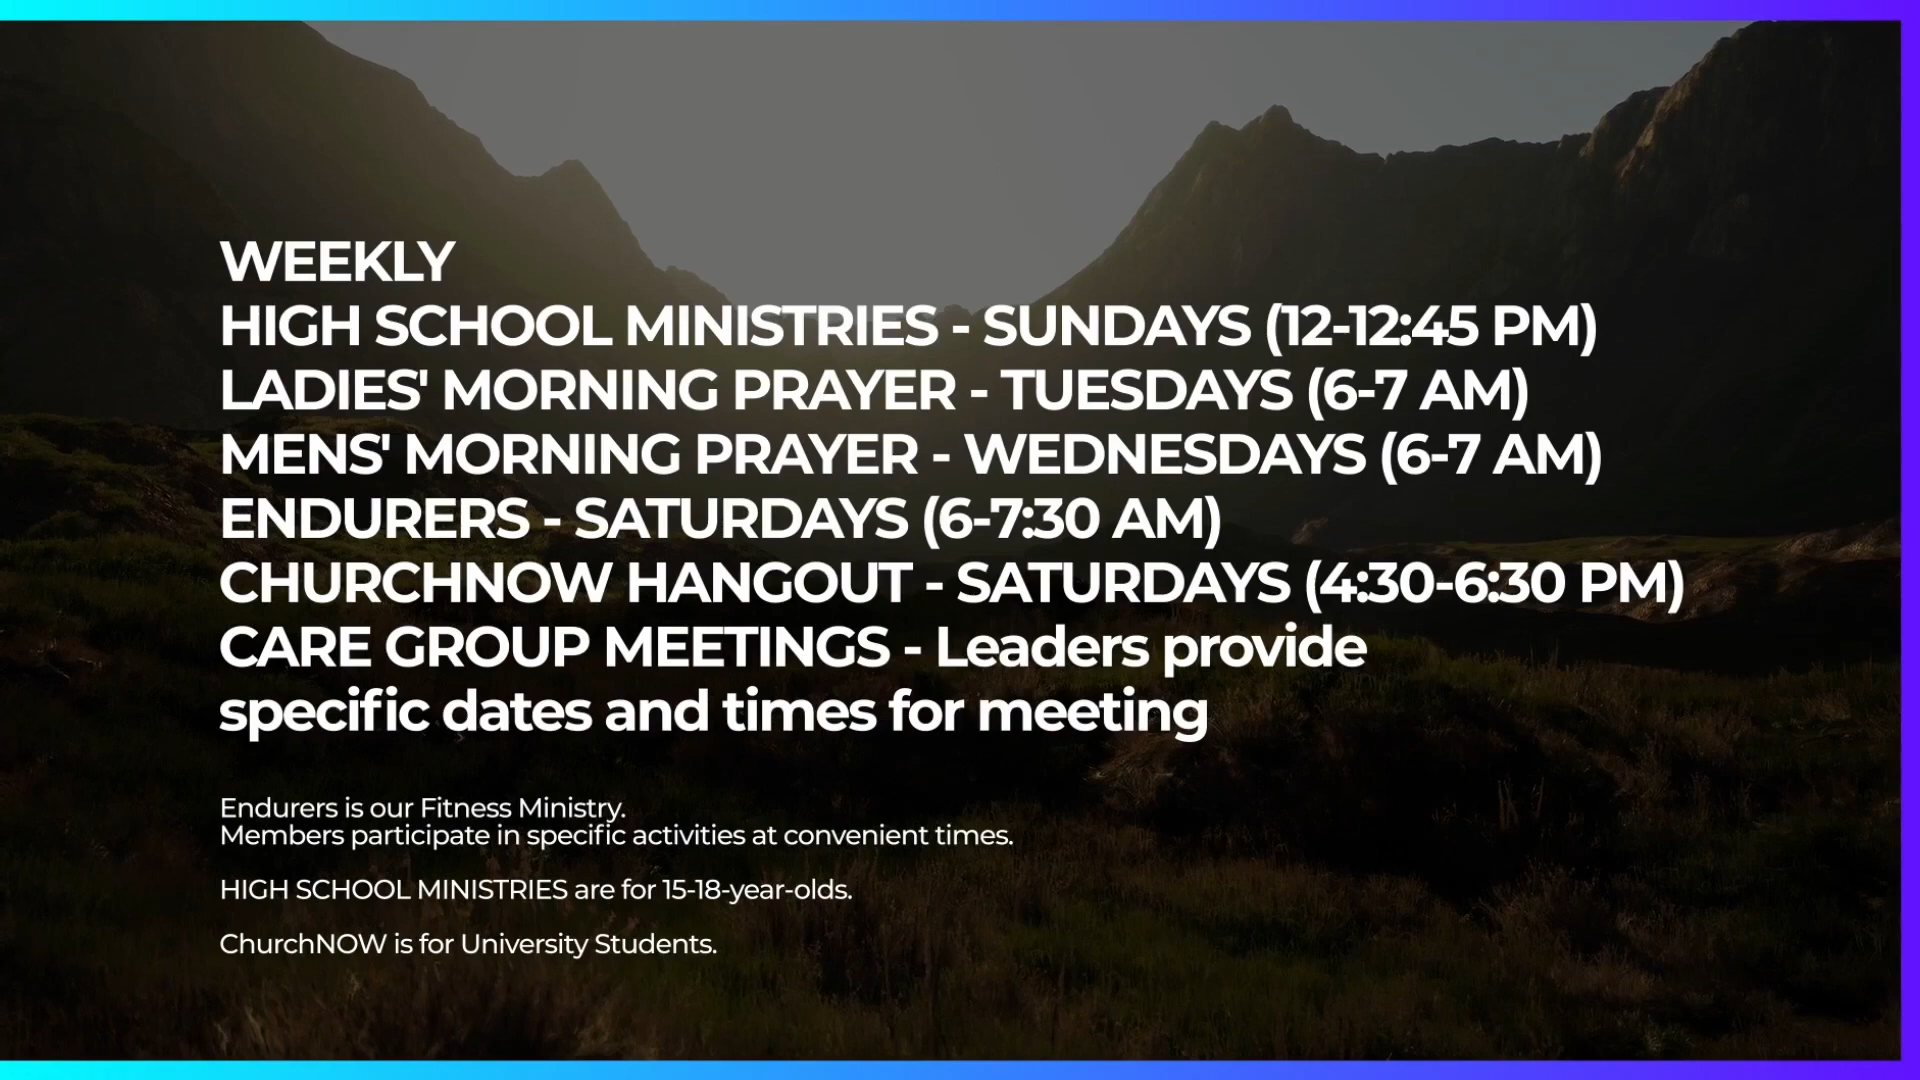 WEEKLY
HIGH SCHOOL MINISTRIES - SUNDAYS (12-12:45 PM)
LADIES' MORNING PRAYER - TUESDAYS (6-7 AM)
MENS' MORNING PRAYER - WEDNESDAYS (6-7 AM)
ENDURERS - SATURDAYS (6-7:30 AM)
CHURCHNOW HANGOUT - SATURDAYS (4:30-6:30 PM)
CARE GROUP MEETINGS - Leaders provide
specific dates and times for meeting
Endurers is our Fitness Ministry.
Members participate in specific activities at convenient times.
HIGH SCHOOL MINISTRIES are for 15-18-year-olds.
ChurchNOW is for University Students.